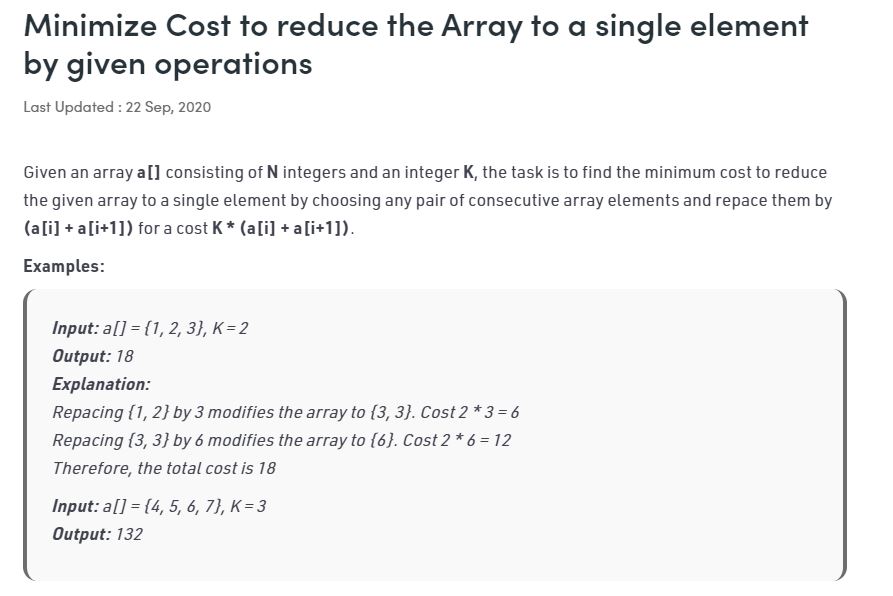 Minimize Cost to reduce the Array to a single element
by given operations
Last Updated : 22 Sep, 2020
Given an array a[] consisting of N integers and an integer K, the task is to find the minimum cost to reduce
the given array to a single element by choosing any pair of consecutive array elements and repace them by
(a[i] + a[i+1]) for a cost K * (a[i] + a[i+1]).
Examples:
Input: a[] = {1, 2, 3}, K = 2
Output: 18
Explanation:
Repacing {1, 2} by 3 modifies the array to {3, 3}. Cost 2 * 3 = 6
Repacing {3, 3} by 6 modifies the array to {6}. Cost 2 * 6 = 12
Therefore, the total cost is 18
Input: a[] = {4, 5, 6, 7}, K = 3
Output: 132